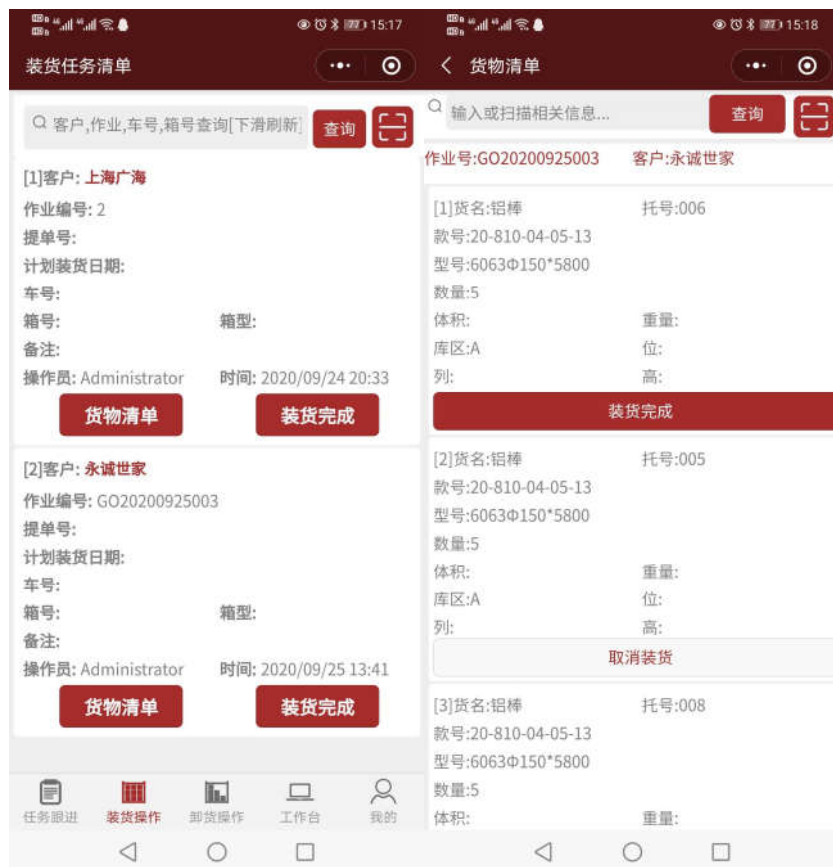 15:17
装货任务清单
客户,作业,车号,箱号查询[下滑刷新]
查询
[1]客户: 上海广海
作业编号: 2
提单号:
计划装货日期:
车号:
箱号: 箱型:
备注:
操作员: Administrator 时间: 2020/09/24 20:33
货物清单 装货完成
[2]客户: 永诚世家
作业编号: GO20200925003
提单号:
计划装货日期:
车号:
箱号: 箱型:
备注:
操作员: Administrator 时间: 2020/09/25 13:41
货物清单 装货完成
任务跟进 装货操作 卸货操作 工作台 我的
15:18
货物清单
输入或扫描相关信息...
查询
作业号:GO20200925003 客户:永诚世家
[1]货名:铝棒 托号:006
款号:20-810-04-05-13
型号:6063Φ150*5800
数量:5
体积: 重量:
库区:A 位:
列: 高:
装货完成
[2]货名:铝棒 托号:005
款号:20-810-04-05-13
型号:6063Φ150*5800
数量:5
体积: 重量:
库区:A 位:
列: 高:
取消装货
[3]货名:铝棒 托号:008
款号:20-810-04-05-13
型号:6063Φ150*5800
数量:5
体积: 重量: